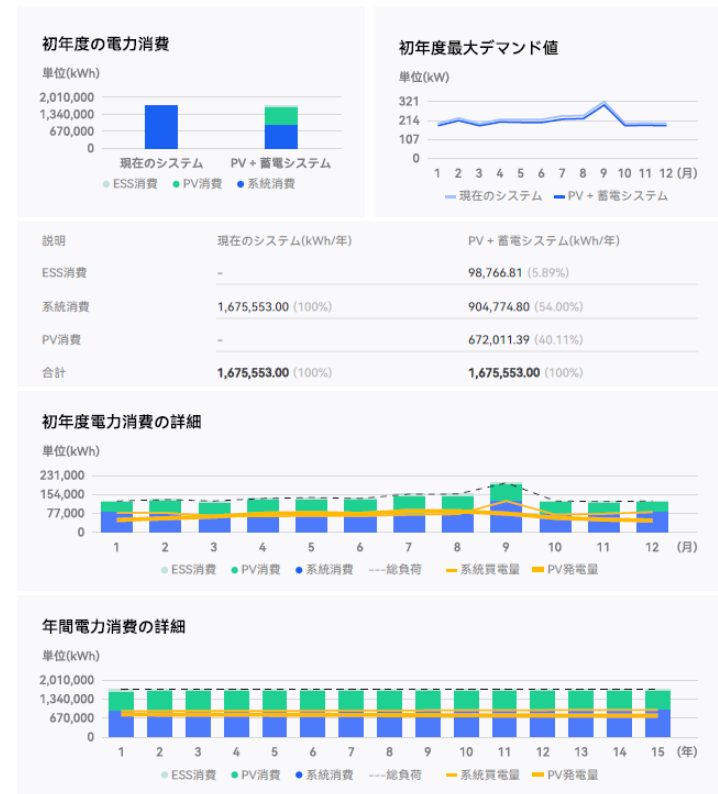 初年度の電力消費
単位(kWh)
2,010,000
1,340,000
670,000
0
現在のシステム PV + 蓄電システム
ESS消費 PV消費 系統消費
初年度最大デマンド値
単位(kW)
321
214
107
0
1 2 3 4 5 6 7 8 9 10 11 12 (月)
現在のシステム PV + 蓄電システム
説明 現在のシステム(kWh/年) PV + 蓄電システム(kWh/年)
ESS消費 - 98,766.81 (5.89%)
系統消費 1,675,553.00 (100%) 904,774.80 (54.00%)
PV消費 - 672,011.39 (40.11%)
合計 1,675,553.00 (100%) 1,675,553.00 (100%)
初年度電力消費の詳細
単位(kWh)
231,000
154,000
77,000
0
1 2 3 4 5 6 7 8 9 10 11 12 (月)
ESS消費 PV消費 系統消費 ---総負荷 系統買電量 PV発電量
年間電力消費の詳細
単位(kWh)
2,010,000
1,340,000
670,000
0
1 2 3 4 5 6 7 8 9 10 11 12 13 14 15 (年)
ESS消費 PV消費 系統消費 ---総負荷 系統買電量 PV発電量